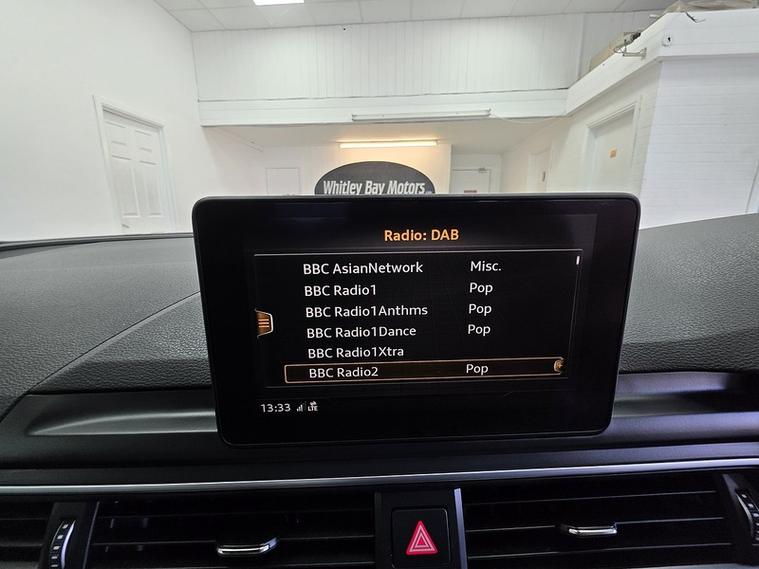 Whitley Bay Motors
Radio: DAB
BBC AsianNetwork Misc.
BBC Radio1 Pop
BBC Radio1Anthms Pop
BBC Radio1Dance Pop
BBC Radio1Xtra
BBC Radio2 Pop
13:33 LTE